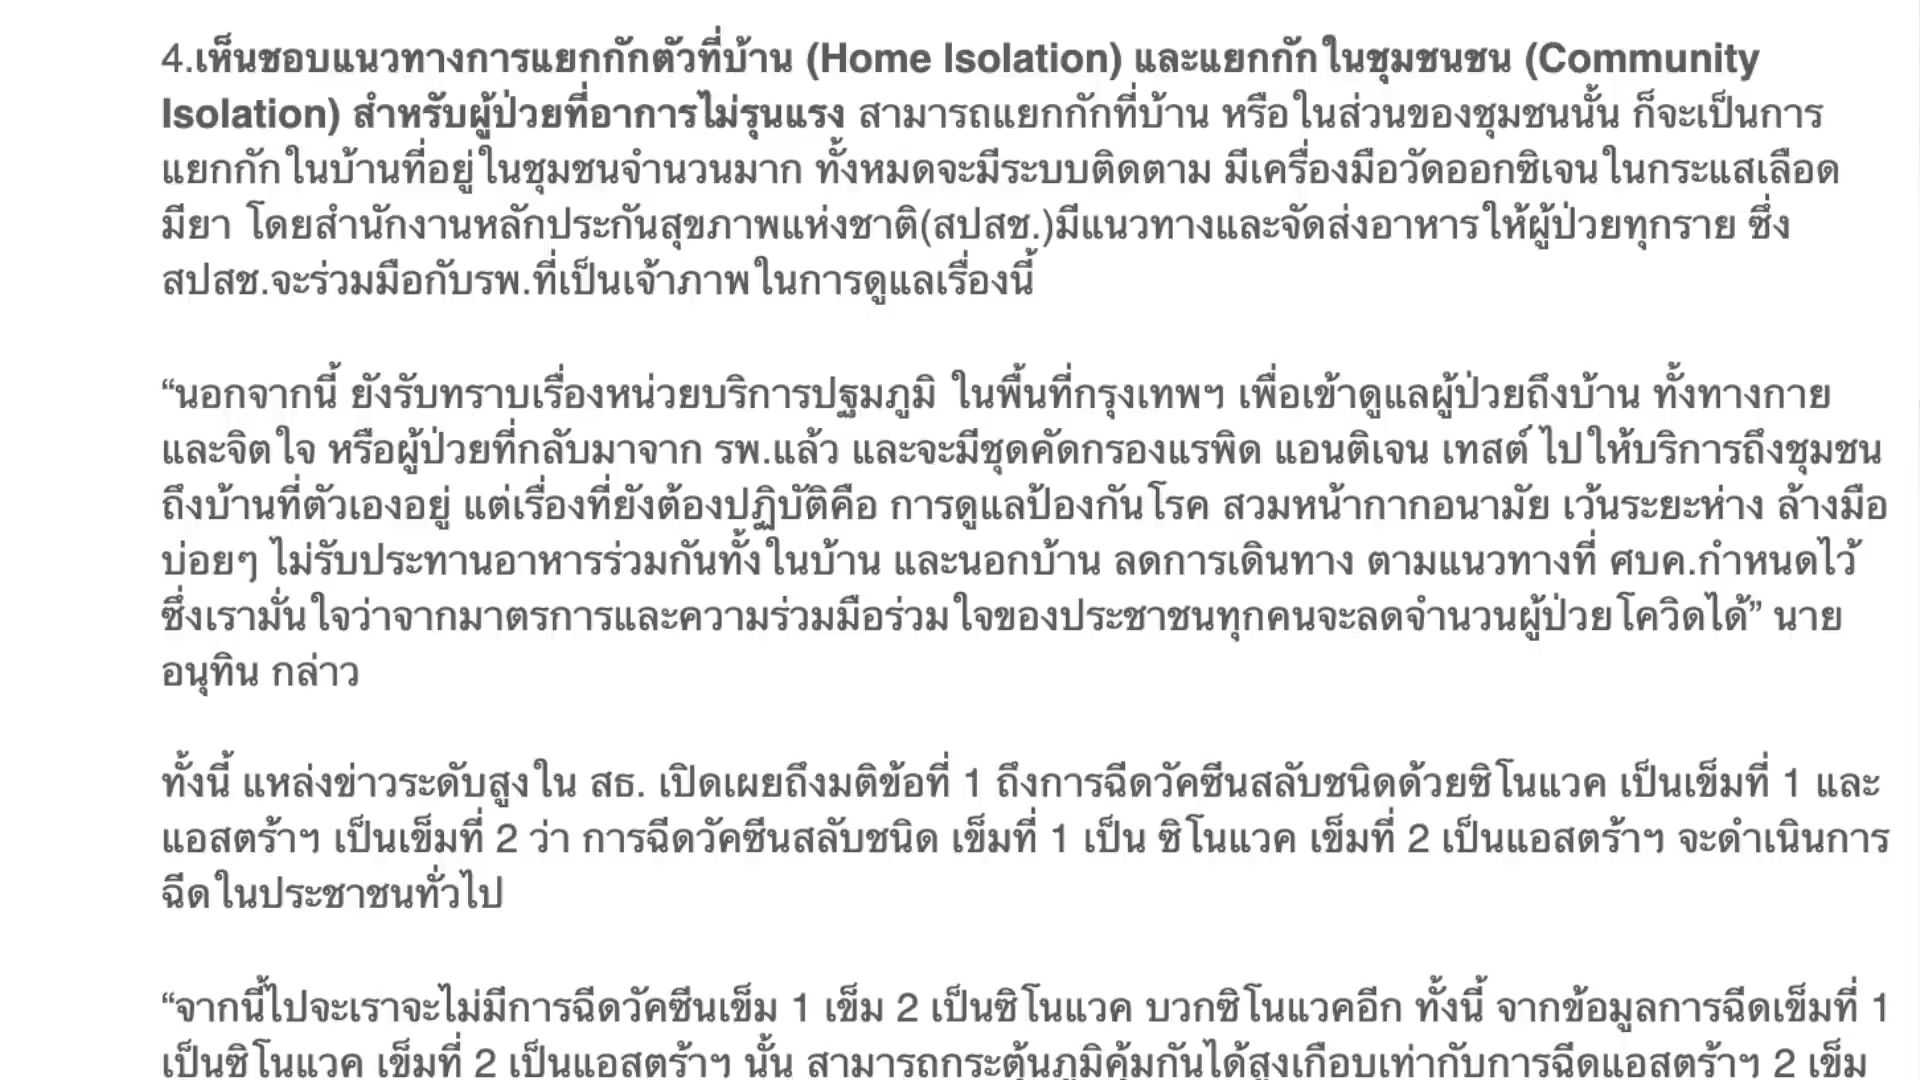 4.เห็นชอบแนวทางการแยกกักตัวที่บ้าน (Home Isolation) และแยกกักในชุมชนชน (Community
Isolation) สำหรับผู้ป่วยที่อาการไม่รุนแรง สามารถแยกกักที่บ้าน หรือในส่วนของชุมชนนั้น ก็จะเป็นการ
แยกกักในบ้านที่อยู่ในชุมชนจำนวนมาก ทั้งหมดจะมีระบบติดตาม มีเครื่องมือวัดออกซิเจนในกระแสเลือด
มียา โดยสำนักงานหลักประกันสุขภาพแห่งชาติ(สปสช.)มีแนวทางและจัดส่งอาหารให้ผู้ป่วยทุกราย ซึ่ง
สปสช.จะร่วมมือกับรพ.ที่เป็นเจ้าภาพในการดูแลเรื่องนี้
“นอกจากนี้ ยังรับทราบเรื่องหน่วยบริการปฐมภูมิ ในพื้นที่กรุงเทพฯ เพื่อเข้าดูแลผู้ป่วยถึงบ้าน ทั้งทางกาย
และจิตใจ หรือผู้ป่วยที่กลับมาจาก รพ.แล้ว และจะมีชุดคัดกรองแรพิด แอนติเจน เทสต์ ไปให้บริการถึงชุมชน
ถึงบ้านที่ตัวเองอยู่ แต่เรื่องที่ยังต้องปฏิบัติคือ การดูแลป้องกันโรค สวมหน้ากากอนามัย เว้นระยะห่าง ล้างมือ
บ่อยๆ ไม่รับประทานอาหารร่วมกันทั้งในบ้าน และนอกบ้าน ลดการเดินทาง ตามแนวทางที่ ศบค.กำหนดไว้
ซึ่งเรามั่นใจว่าจากมาตรการและความร่วมมือร่วมใจของประชาชนทุกคนจะลดจำนวนผู้ป่วยโควิดได้” นาย
อนุทิน กล่าว
ทั้งนี้ แหล่งข่าวระดับสูงใน สธ. เปิดเผยถึงมติข้อที่ 1 ถึงการฉีดวัคซีนสลับชนิดด้วยซิโนแวค เป็นเข็มที่ 1 และ
แอสตร้าฯ เป็นเข็มที่ 2 ว่า การฉีดวัคซีนสลับชนิด เข็มที่ 1 เป็น ซิโนแวค เข็มที่ 2 เป็นแอสตร้าฯ จะดำเนินการ
ฉีดในประชาชนทั่วไป
“จากนี้ไปจะเราจะไม่มีการฉีดวัคซีนเข็ม 1 เข็ม 2 เป็นซิโนแวค บวกซิโนแวคอีก ทั้งนี้ จากข้อมูลการฉีดเข็มที่ 1
เป็นซิโนแวค เข็มที่ 2 เป็นแอสตร้าฯ นั้น สามารถกระตุ้นภูมิคุ้มกันได้สูงเกือบเท่ากับการฉีดแอสตร้าฯ 2 เข็ม